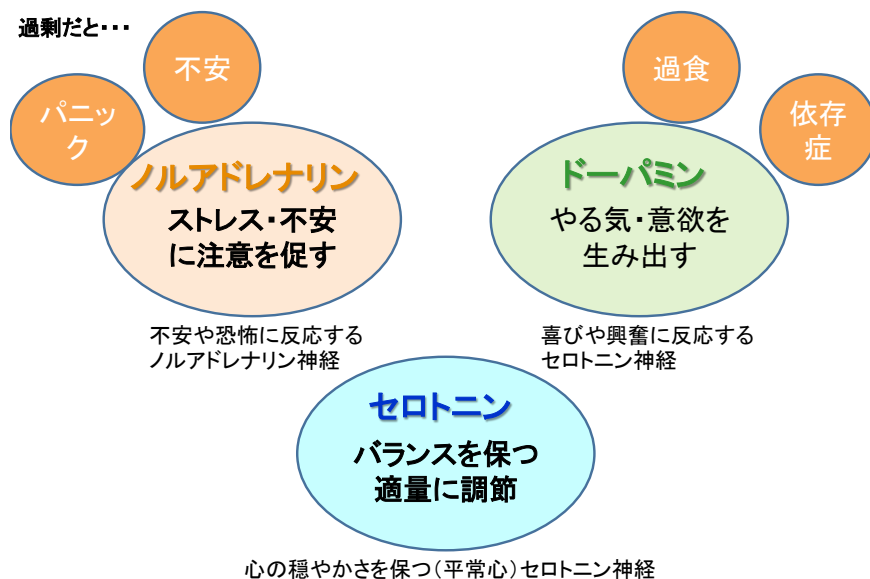 過剰だと・・・
不安
パニッ
ク
過食
依存
症
ノルアドレナリン
ストレス・不安
に注意を促す
ドーパミン
やる気・意欲を
生み出す
不安や恐怖に反応する
ノルアドレナリン神経
喜びや興奮に反応する
セロトニン神経
セロトニン
バランスを保つ
適量に調節
心の穏やかさを保つ(平常心)セロトニン神経